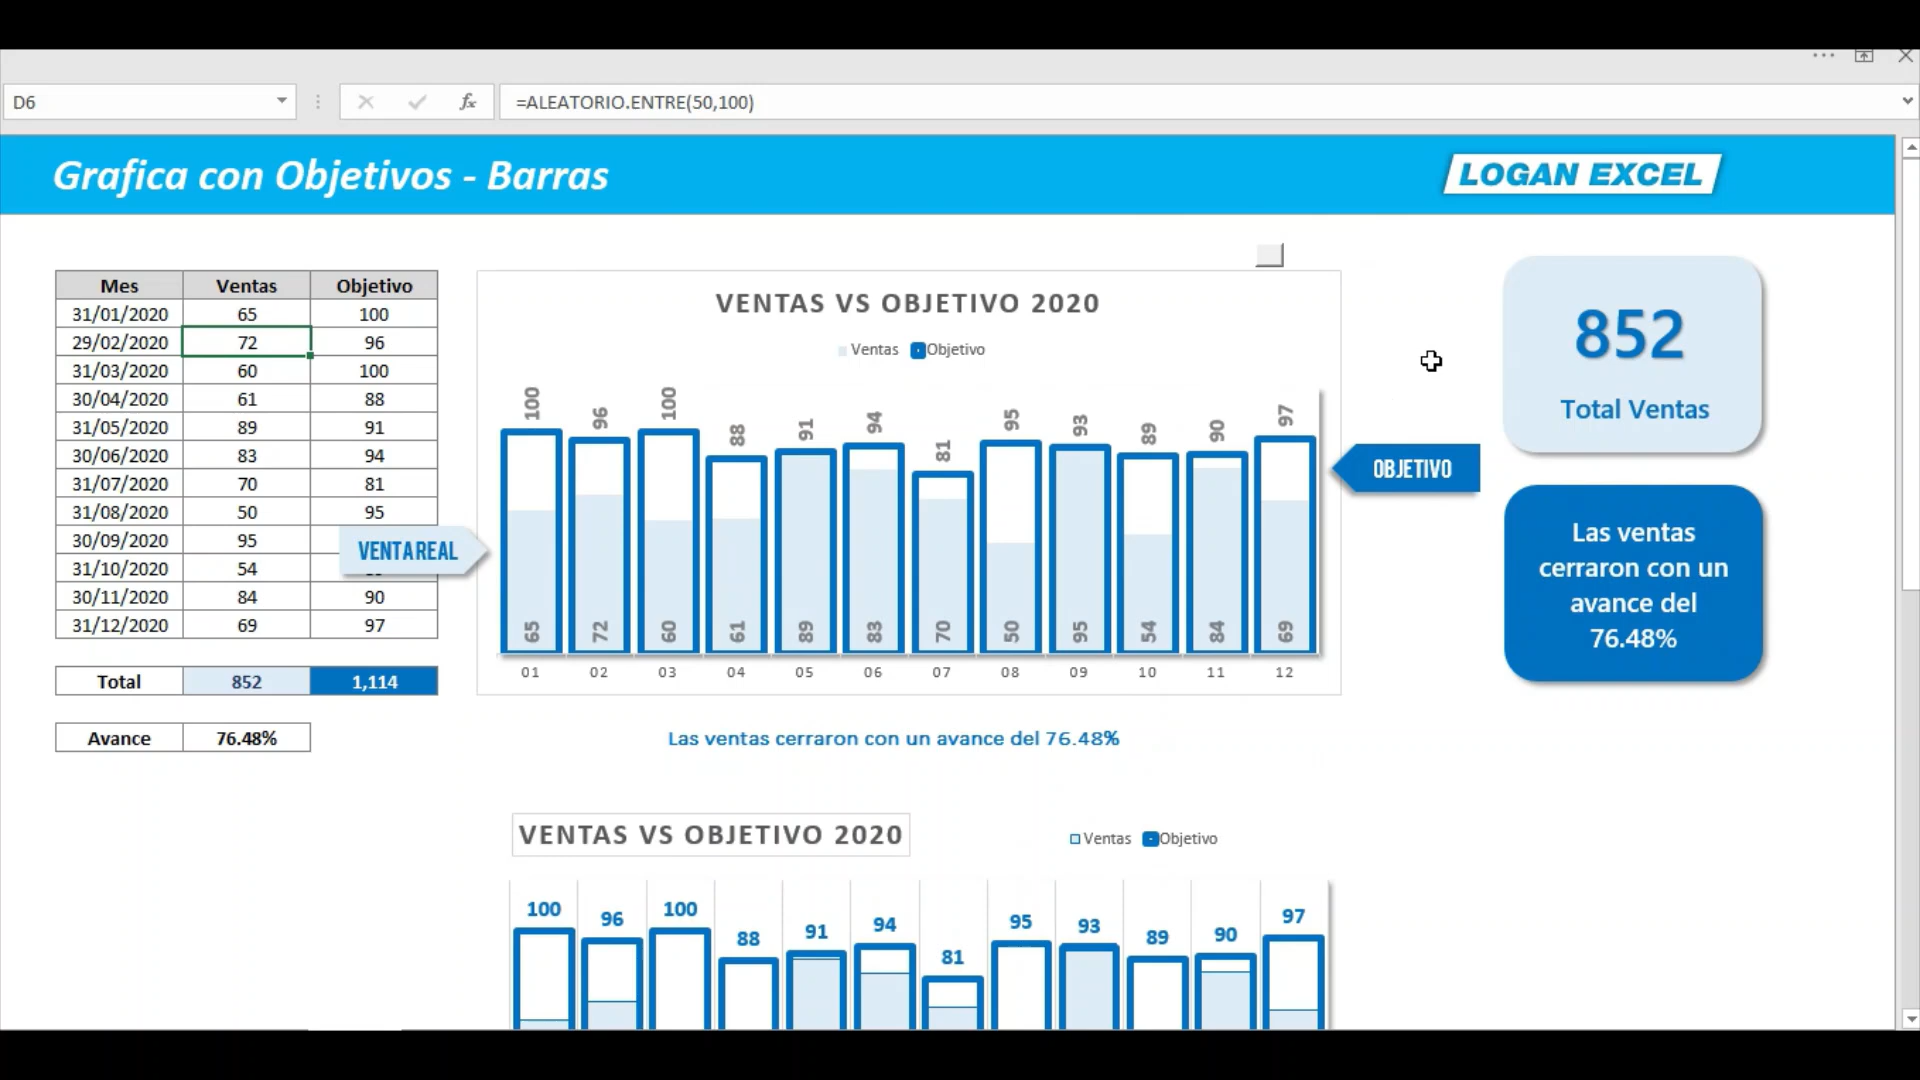 D6
fx
=ALEATORIO.ENTRE(50,100)
Grafica con Objetivos - Barras
LOGAN EXCEL
Mes Ventas Objetivo
31/01/2020 65 100
29/02/2020 72 96
31/03/2020 60 100
30/04/2020 61 88
31/05/2020 89 91
30/06/2020 83 94
31/07/2020 70 81
31/08/2020 50 95
30/09/2020 95
31/10/2020 54
30/11/2020 84 90
31/12/2020 69 97
Total 852 1,114
Avance 76.48%
VENTA REAL
VENTAS VS OBJETIVO 2020
Ventas Objetivo
100 96 100 88 91 94 81 95 93 89 90 97
65 72 60 61 89 83 70 50 95 54 84 69
01 02 03 04 05 06 07 08 09 10 11 12
OBJETIVO
Las ventas cerraron con un avance del 76.48%
852
Total Ventas
Las ventas
cerraron con un
avance del
76.48%
VENTAS VS OBJETIVO 2020
Ventas Objetivo
100 96 100 88 91 94 81 95 93 89 90 97